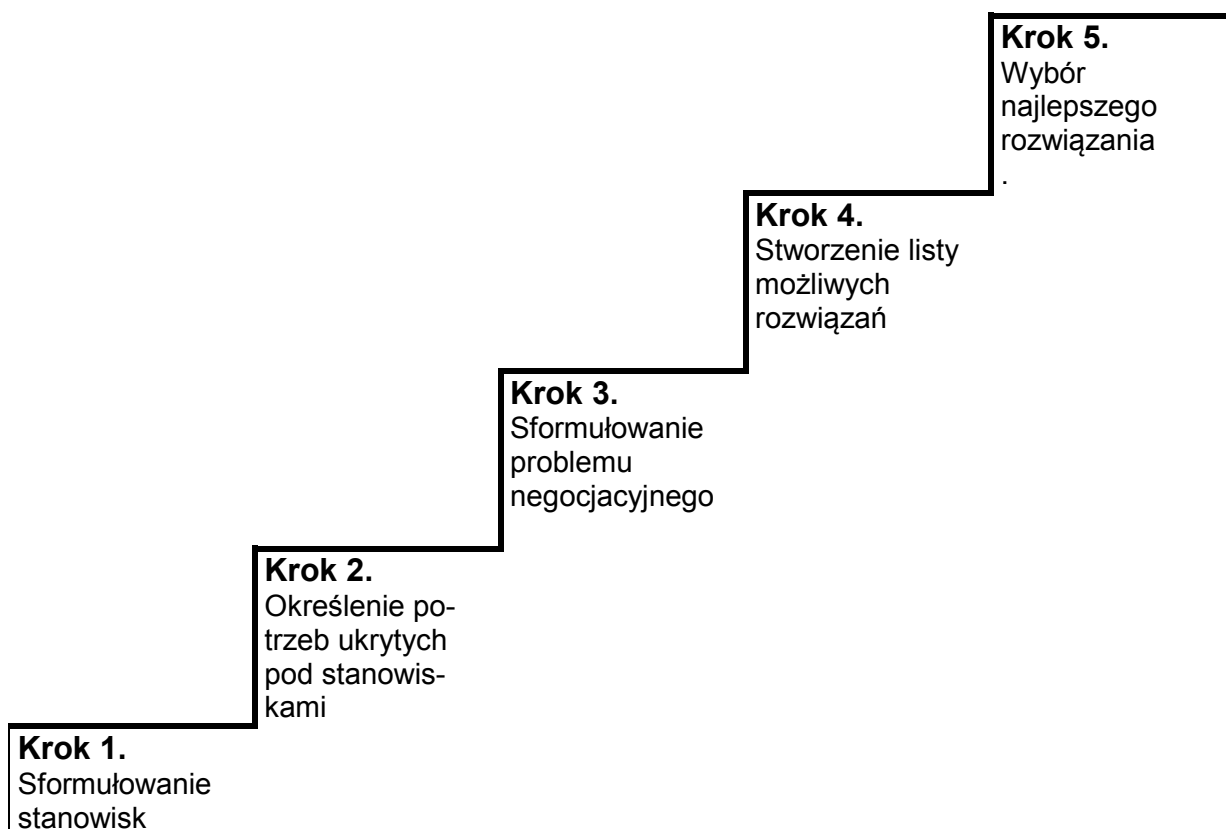 Krok 5.
Wybór
najlepszego
rozwiązania
.
Krok 4.
Stworzenie listy
możliwych
rozwiązań
Krok 3.
Sformułowanie
problemu
negocjacyjnego
Krok 2.
Określenie po-
trzeb ukrytych
pod stanowis-
kami
Krok 1.
Sformułowanie
stanowisk